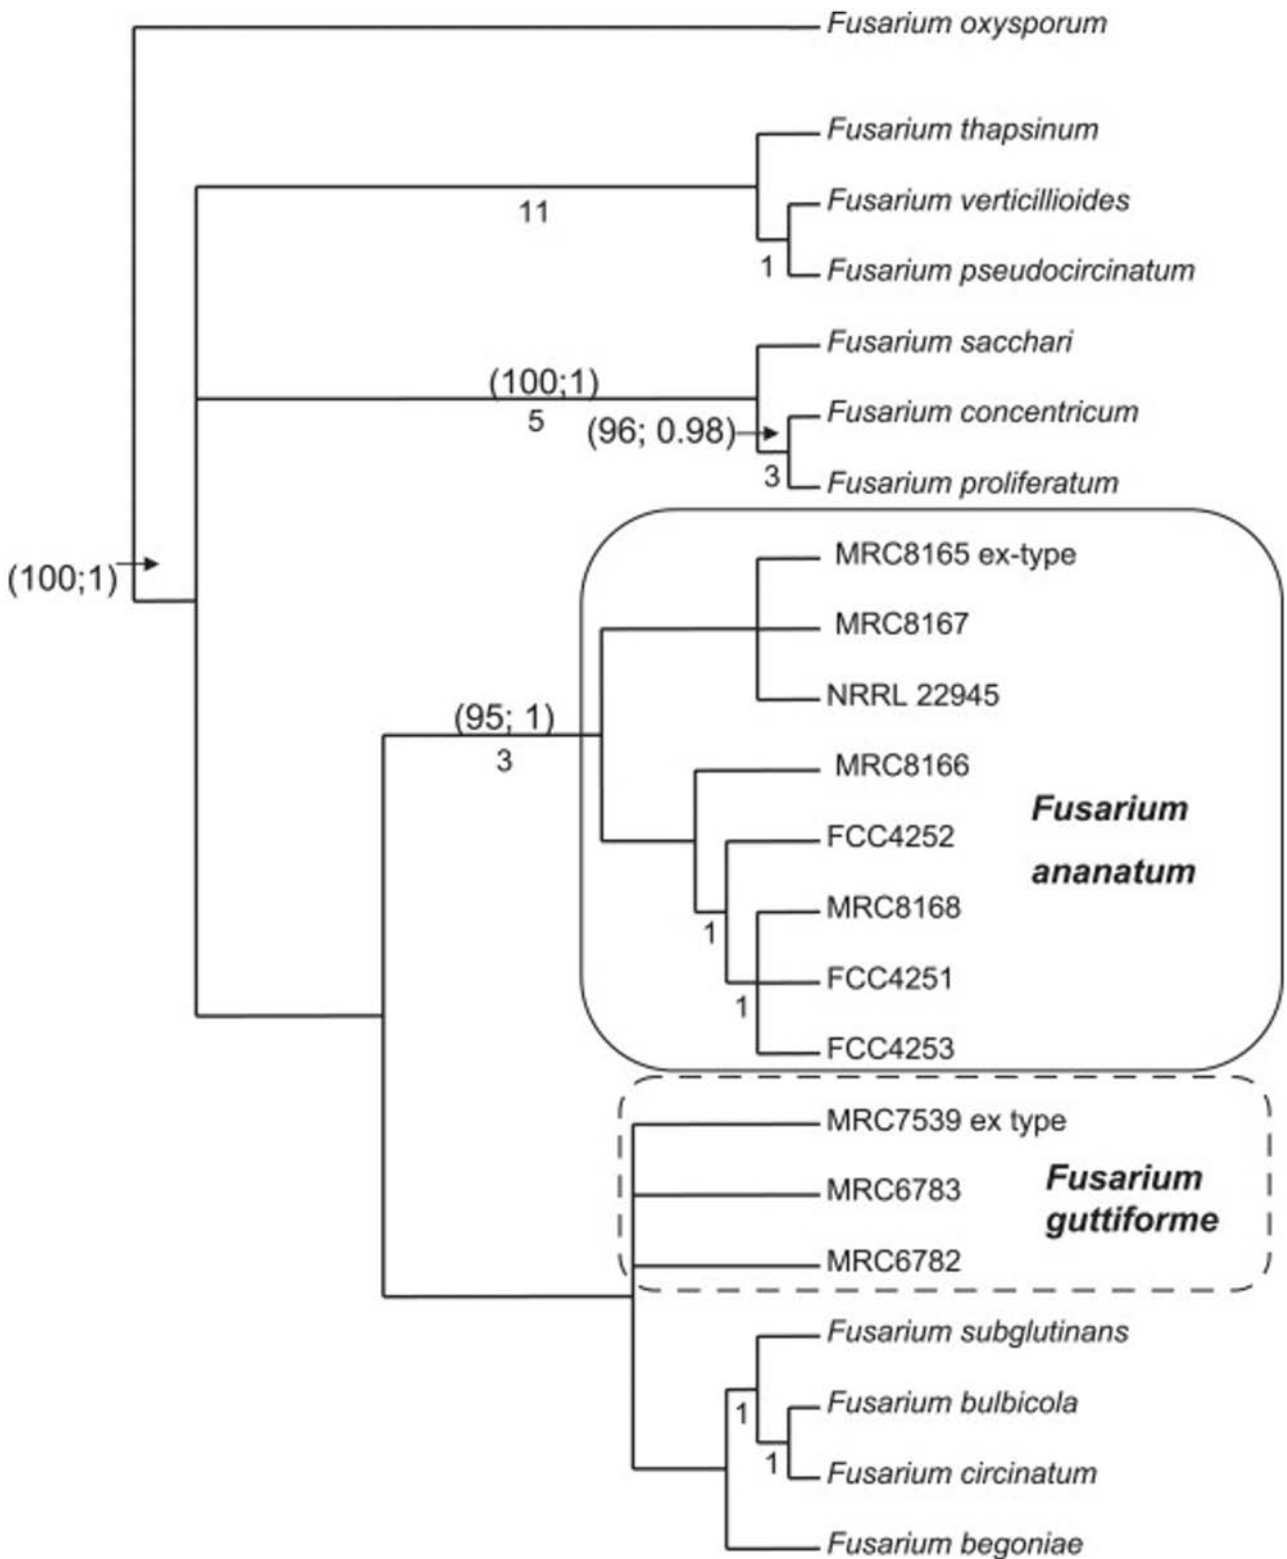 Fusarium oxysporum
Fusarium thapsinum
11
Fusarium verticillioides
1
Fusarium pseudocircinatum
Fusarium sacchari
(100;1)
5
Fusarium concentricum
(96; 0.98)
3
Fusarium proliferatum
(100;1)
MRC8165 ex-type
MRC8167
NRRL 22945
(95; 1)
3
MRC8166
Fusarium
ananatum
FCC4252
MRC8168
1
FCC4251
1
FCC4253
MRC7539 ex type
MRC6783
Fusarium
guttiforme
MRC6782
Fusarium subglutinans
1
Fusarium bulbicola
1
Fusarium circinatum
Fusarium begoniae